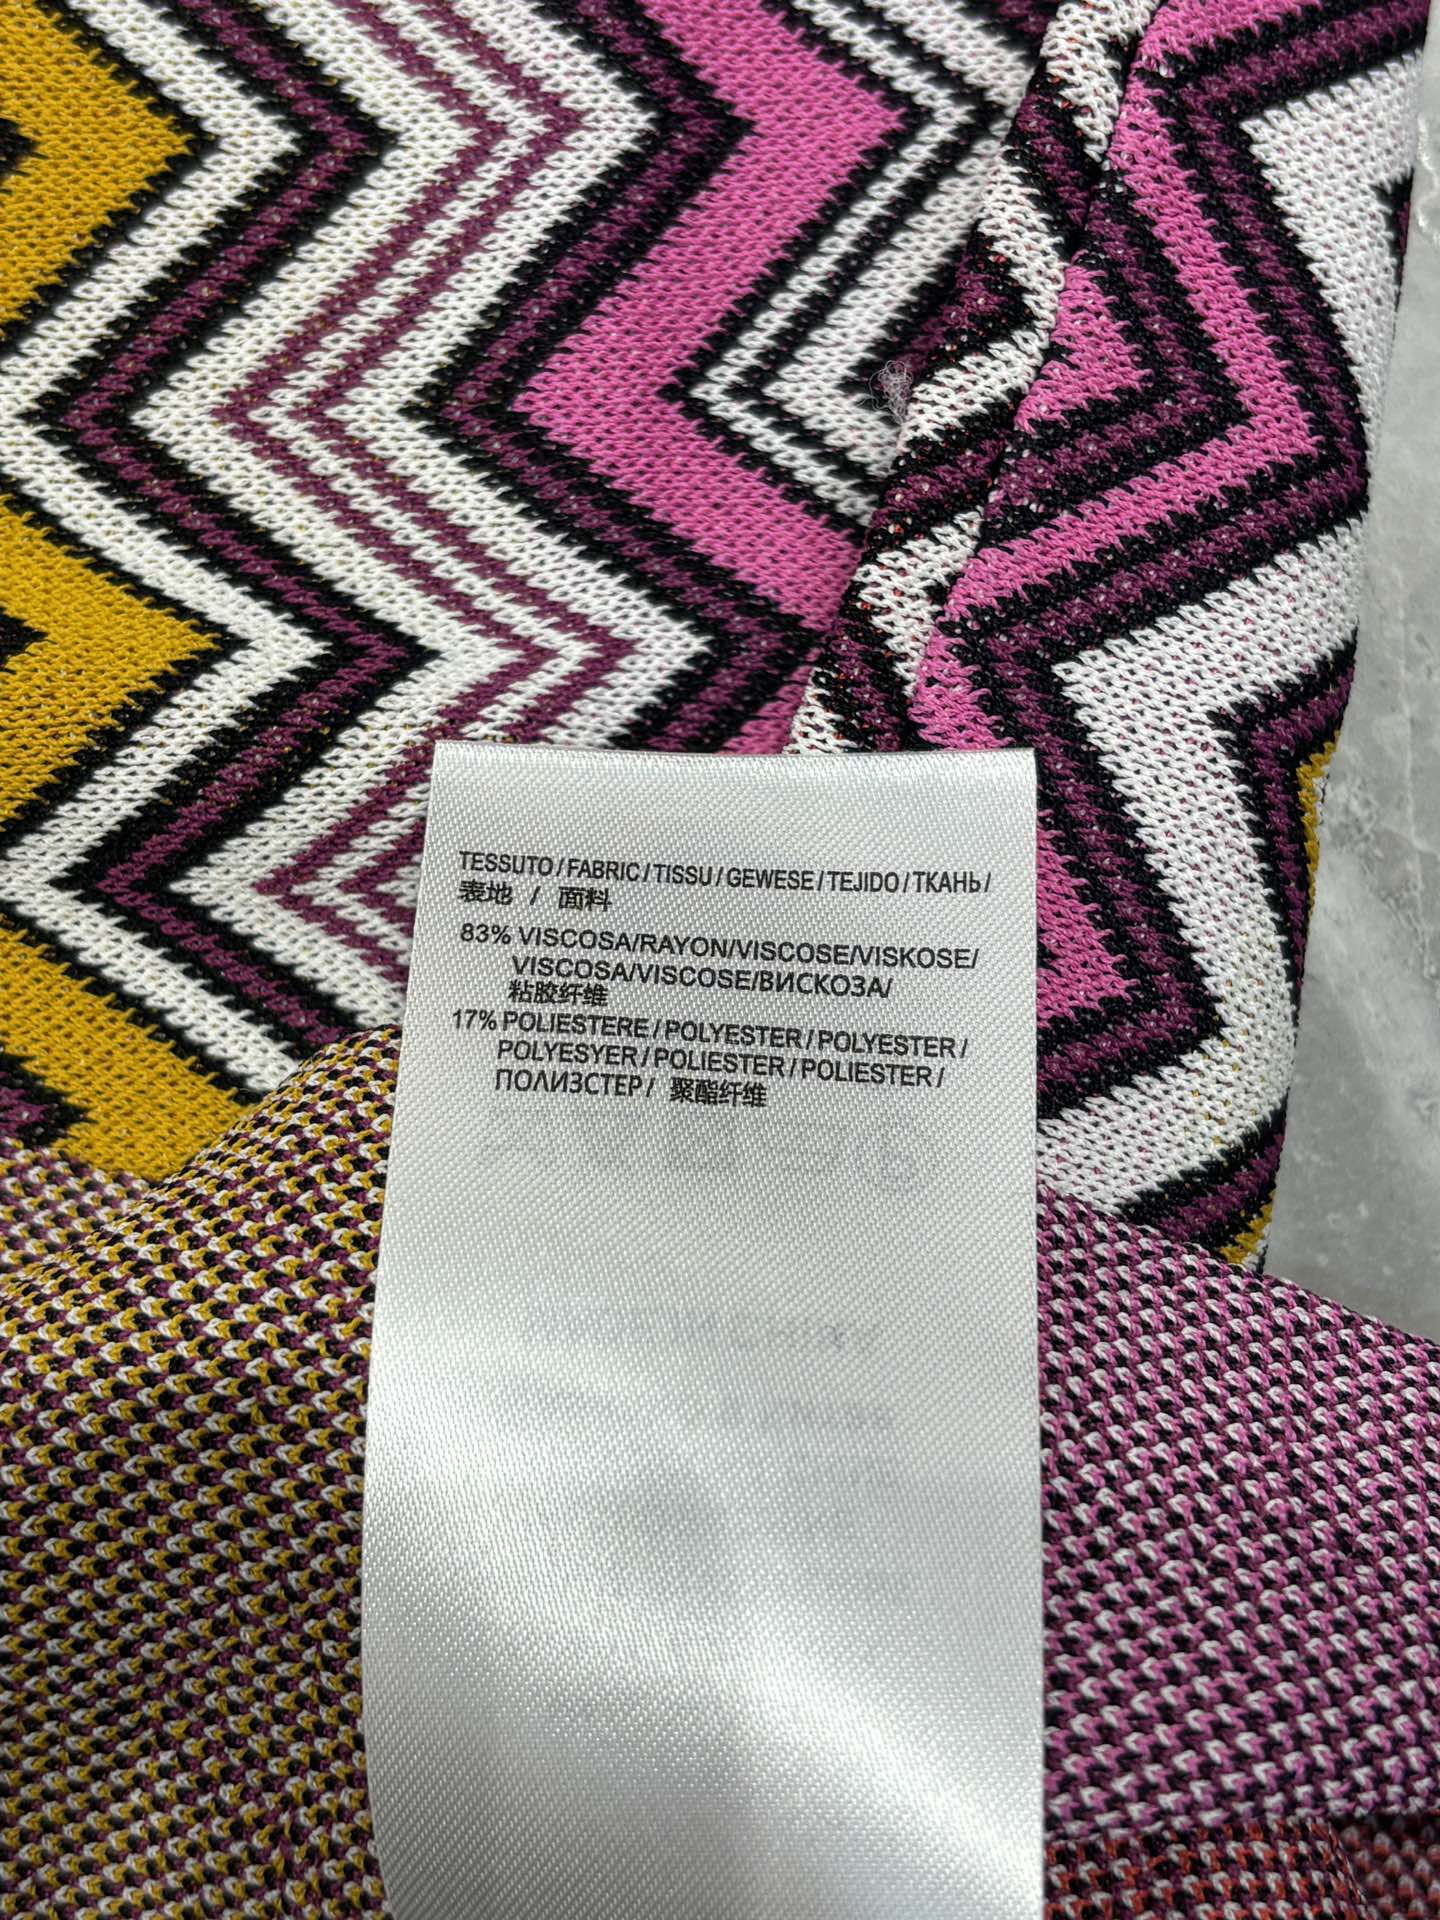 TESSUTO/FABRIC/TISSU/GEWESE/TEJIDO/ТКАНЬ/
表地 / 面料
83% VISCOSA/RAYON/VISCOSE/VISKOSE/
VISCOSA/VISCOSE/ВИСКОЗА/
粘胶纤维
17% POLIESTERE/POLYESTER/POLYESTER/
POLYESYER/POLIESTER/POLIESTER/
ПОЛИЗСТЕР/ 聚酯纤维